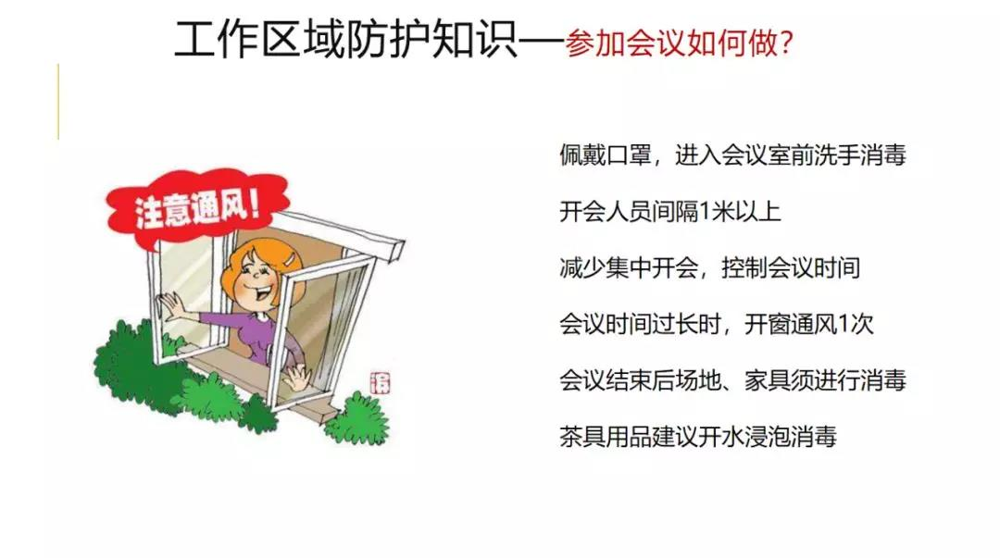 工作区域防护知识—参加会议如何做?
注意通风!
佩戴口罩，进入会议室前洗手消毒
开会人员间隔1米以上
减少集中开会，控制会议时间
会议时间过长时，开窗通风1次
会议结束后场地、家具须进行消毒
茶具用品建议开水浸泡消毒